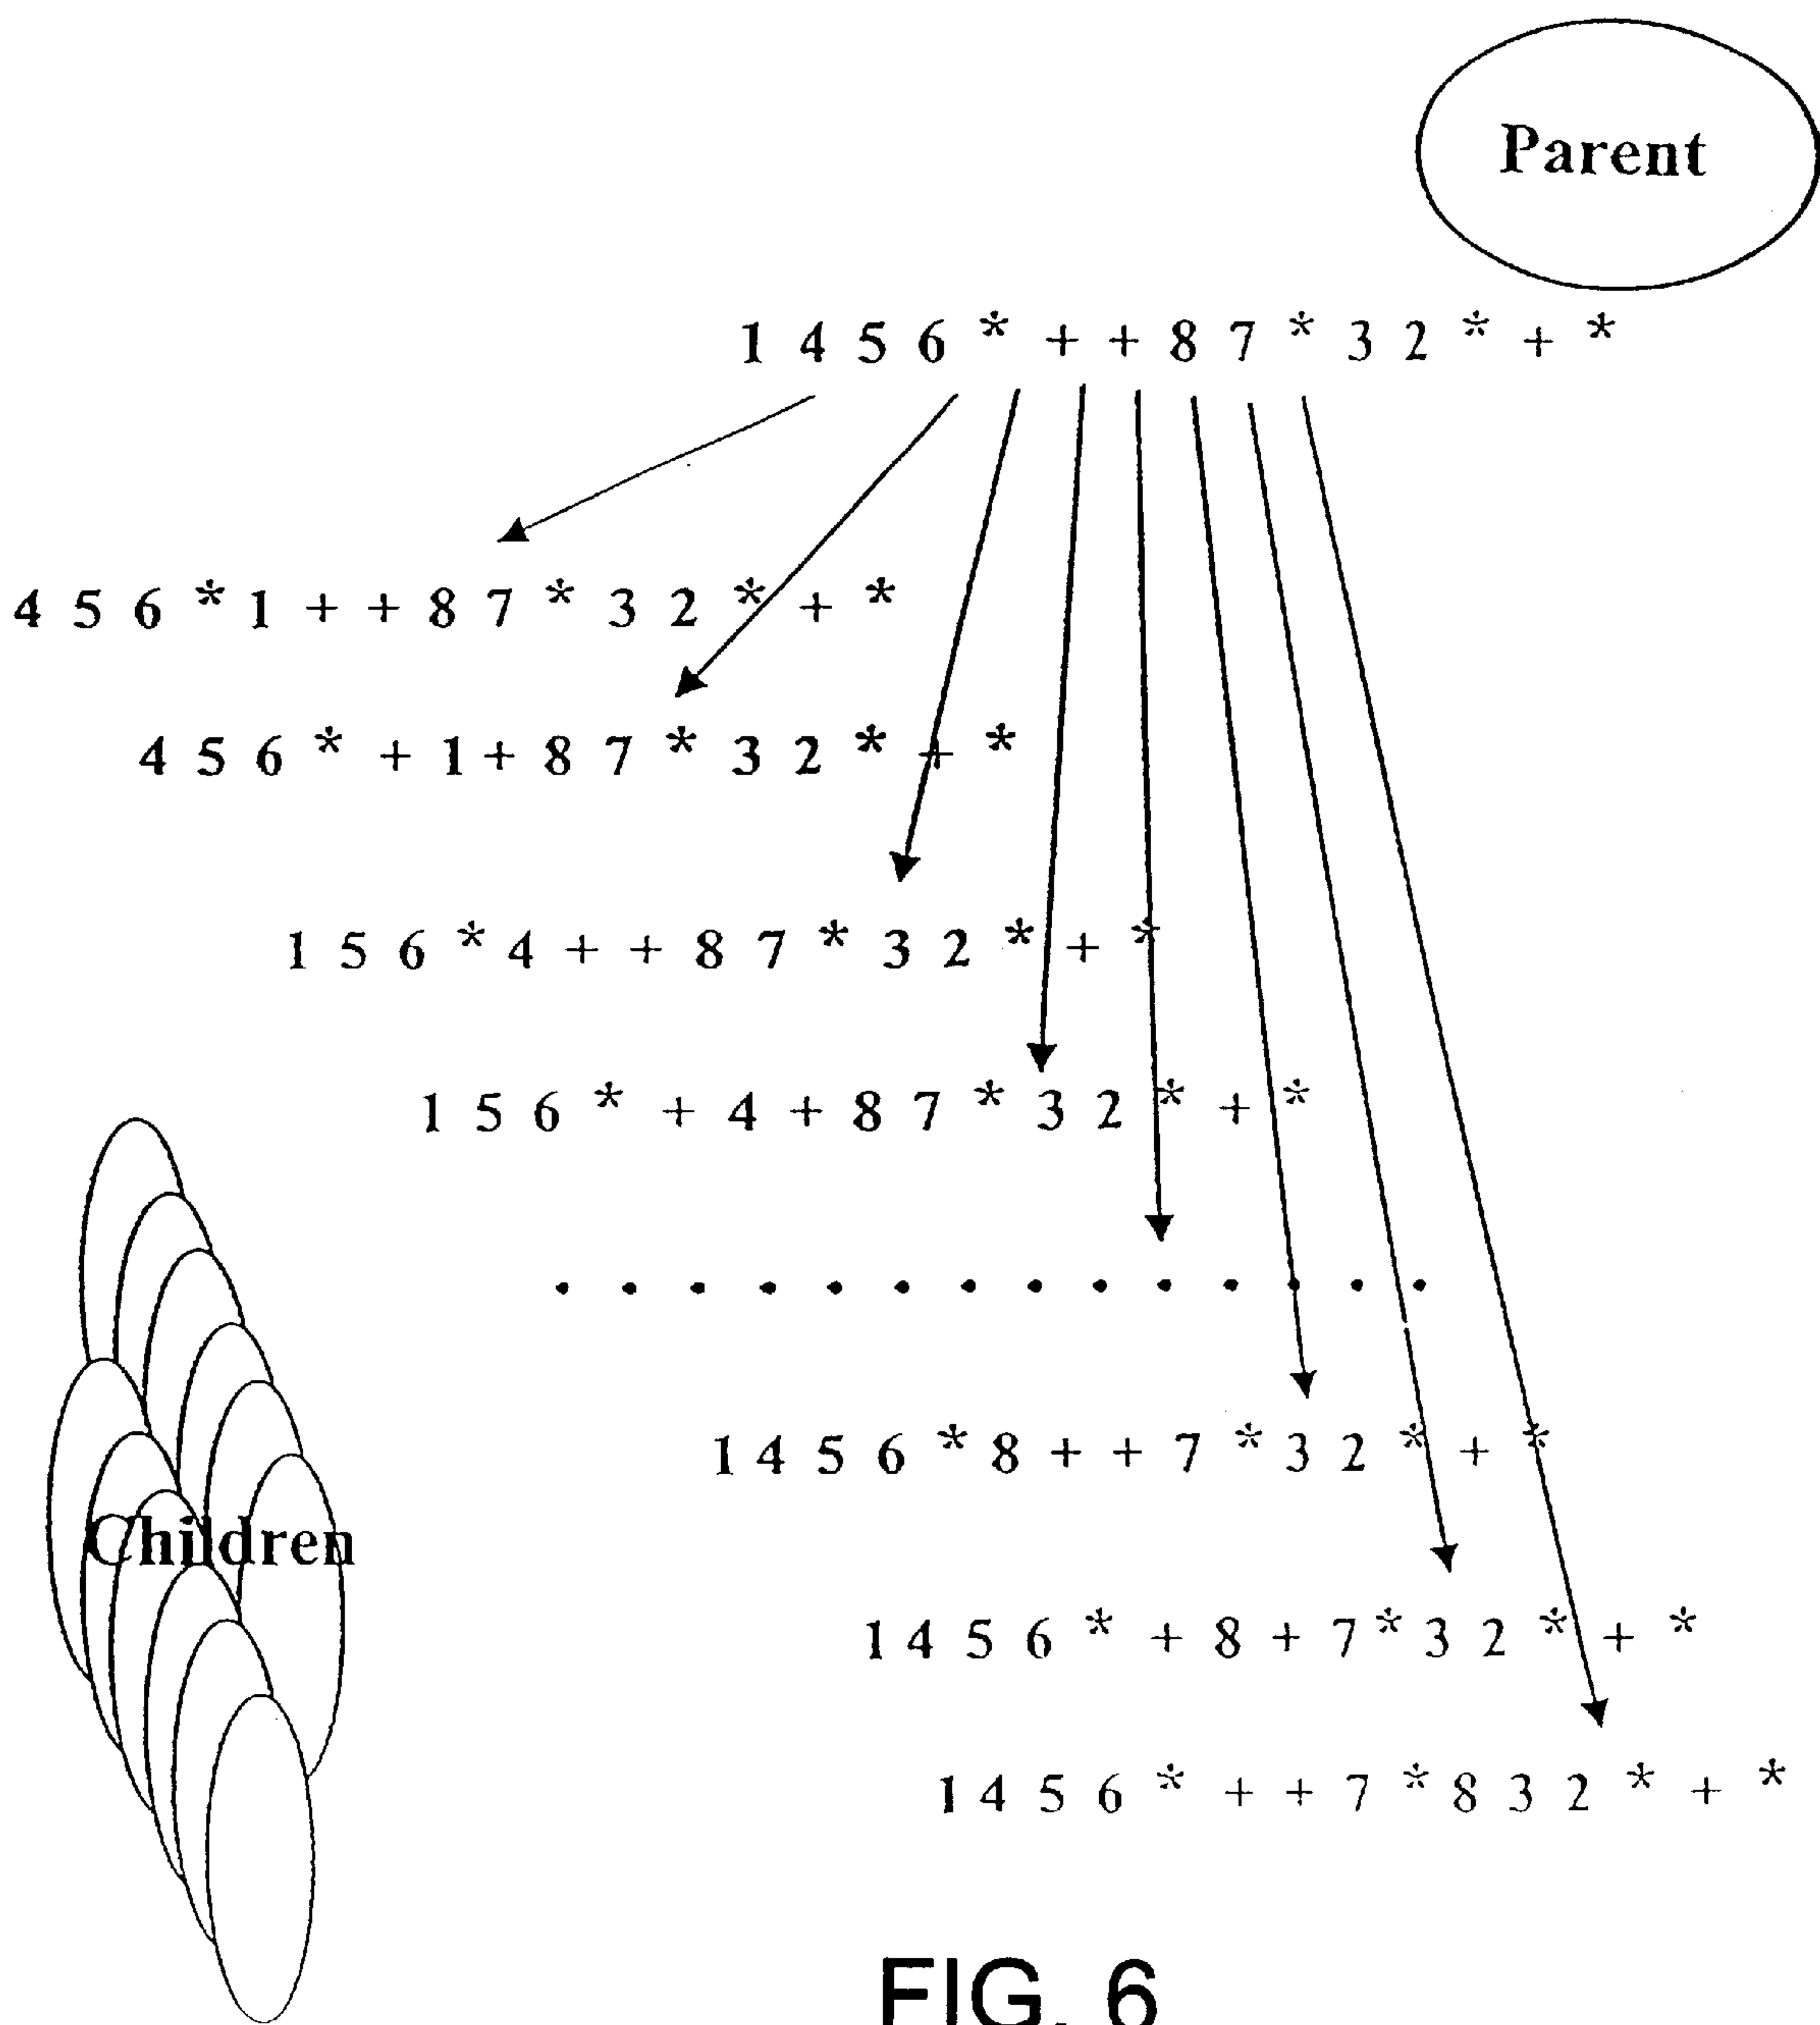 Parent
1 4 5 6 * + + 8 7 * 3 2 * + *
4 5 6 * 1 + + 8 7 * 3 2 * + *
4 5 6 * + 1 + 8 7 * 3 2 * + *
1 5 6 * 4 + + 8 7 * 3 2 * + *
1 5 6 * + 4 + 8 7 * 3 2 * + *
. . . . . . . . . . . . . .
1 4 5 6 * 8 + + 7 * 3 2 * + *
Children
1 4 5 6 * + 8 + 7 * 3 2 * + *
1 4 5 6 * + + 7 * 8 3 2 * + *
FIG. 6